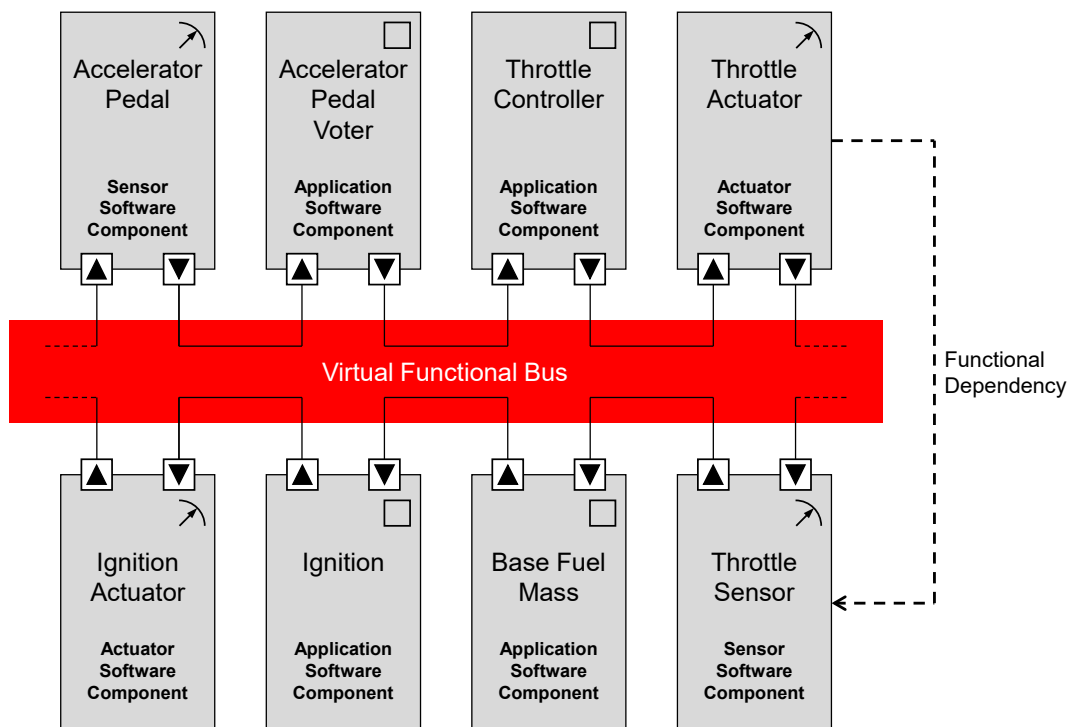 Accelerator
Pedal
Sensor
Software
Component
Accelerator
Pedal
Voter
Application
Software
Component
Throttle
Controller
Application
Software
Component
Throttle
Actuator
Actuator
Software
Component
Virtual Functional Bus
Functional
Dependency
Ignition
Actuator
Actuator
Software
Component
Ignition
Application
Software
Component
Base Fuel
Mass
Application
Software
Component
Throttle
Sensor
Sensor
Software
Component